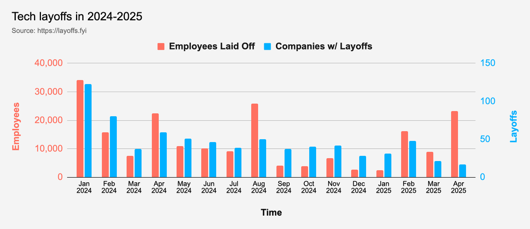 Tech layoffs in 2024-2025
Source: https://layoffs.fyi
Employees Laid Off
Companies w/ Layoffs
40,000
30,000
20,000
10,000
0
Employees
150
100
50
0
Layoffs
Jan 2024
Feb 2024
Mar 2024
Apr 2024
May 2024
Jun 2024
Jul 2024
Aug 2024
Sep 2024
Oct 2024
Nov 2024
Dec 2024
Jan 2025
Feb 2025
Mar 2025
Apr 2025
Time